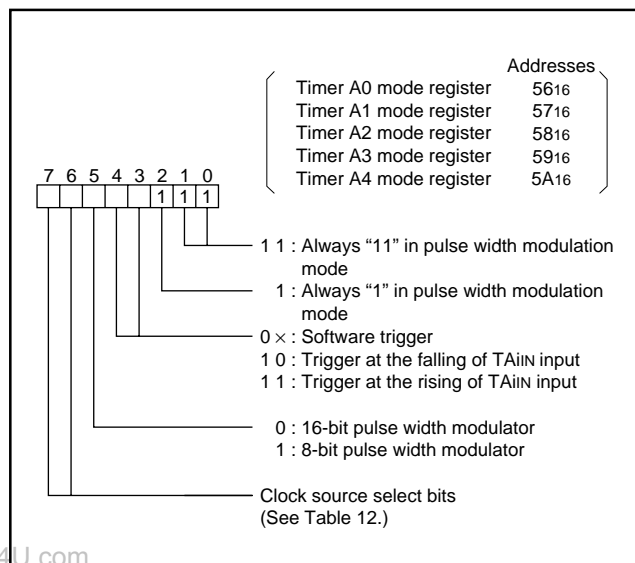 Addresses
Timer A0 mode register 5616
Timer A1 mode register 5716
Timer A2 mode register 5816
Timer A3 mode register 5916
Timer A4 mode register 5A16
7 6 5 4 3 2 1 0
1 1 1
1 1 : Always “11” in pulse width modulation
mode
1 : Always “1” in pulse width modulation
mode
0 × : Software trigger
1 0 : Trigger at the falling of TAiIN input
1 1 : Trigger at the rising of TAiIN input
0 : 16-bit pulse width modulator
1 : 8-bit pulse width modulator
Clock source select bits
(See Table 12.)
4U.com